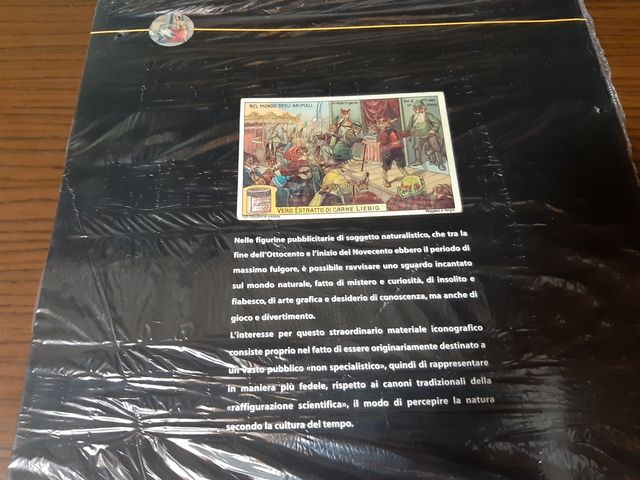 NEL MONDO DEGLI ANIMALI.
VERO ESTRATTO DI CARNE LIEBIG.
Nelle figurine pubblicitarie di soggetto naturalistico, che tra la
fine dell'Ottocento e l'inizio del Novecento ebbero il periodo di
massimo fulgore, è possibile ravvisare uno sguardo incantato
sul mondo naturale, fatto di mistero e curiosità, di insolito e
fiabesco, di arte grafica e desiderio di conoscenza, ma anche di
gioco e divertimento.
L'interesse per questo straordinario materiale iconografico
consiste proprio nel fatto di essere originariamente destinato a
un vasto pubblico «non specialistico», quindi di rappresentare
in maniera più fedele, rispetto ai canoni tradizionali della
«raffigurazione scientifica», il modo di percepire la natura
secondo la cultura del tempo.